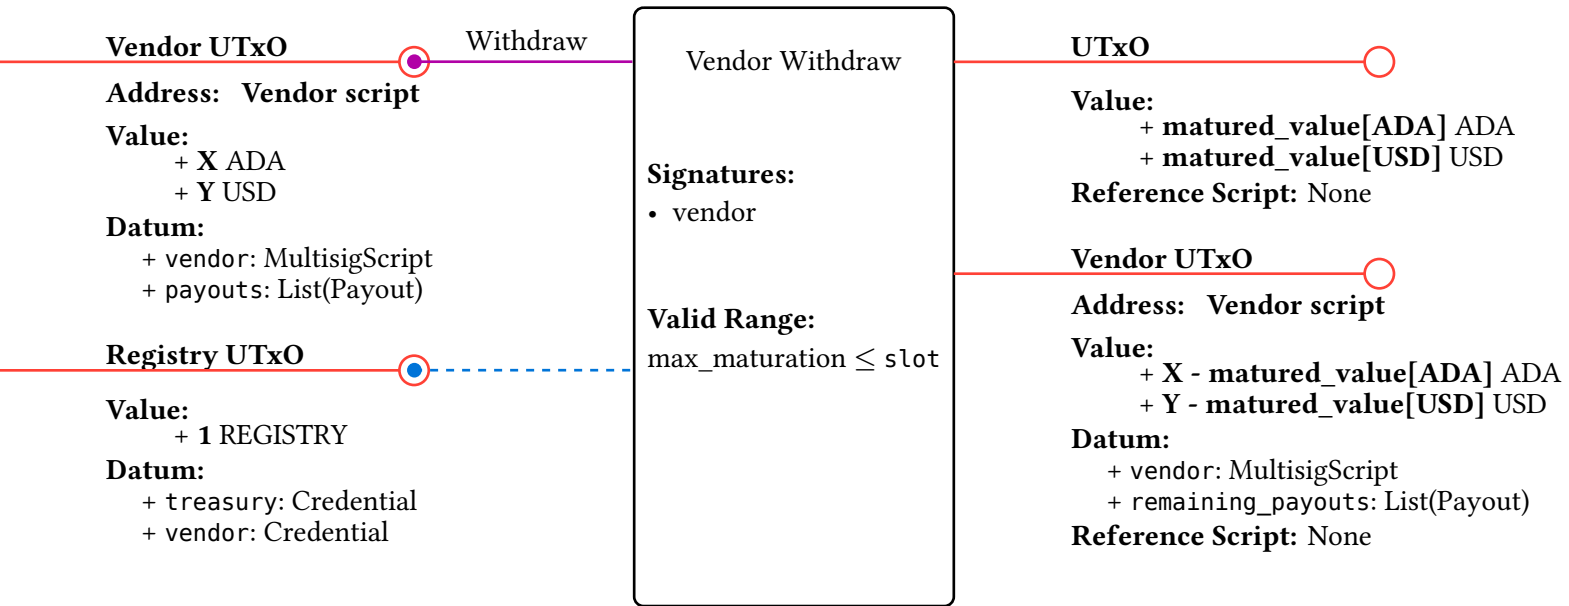 Vendor UTxO
Withdraw
Address: Vendor script
Value:
+ X ADA
+ Y USD
Datum:
+ vendor: MultisigScript
+ payouts: List(Payout)
Registry UTxO
Value:
+ 1 REGISTRY
Datum:
+ treasury: Credential
+ vendor: Credential
Vendor Withdraw
Signatures:
• vendor
Valid Range:
max_maturation ≤ slot
UTxO
Value:
+ matured_value[ADA] ADA
+ matured_value[USD] USD
Reference Script: None
Vendor UTxO
Address: Vendor script
Value:
+ X - matured_value[ADA] ADA
+ Y - matured_value[USD] USD
Datum:
+ vendor: MultisigScript
+ remaining_payouts: List(Payout)
Reference Script: None